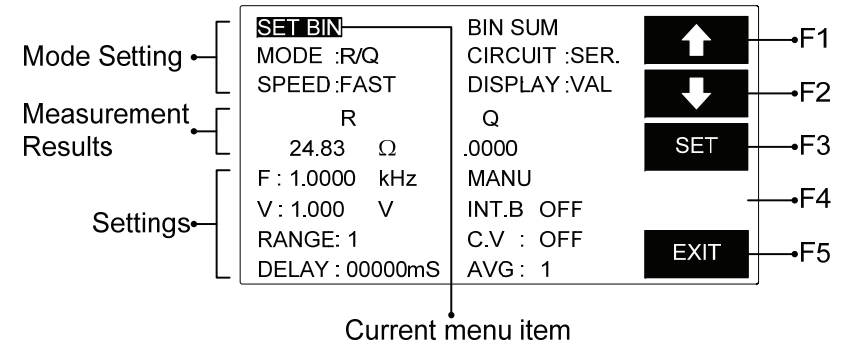 SET BIN BIN SUM
Mode Setting MODE :R/Q CIRCUIT :SER. F1
SPEED:FAST DISPLAY:VAL F2
Measurement Results R Q
24.83 Ω .0000 SET F3
F : 1.0000 kHz MANU F4
Settings V : 1.000 V INT.B OFF
RANGE: 1 C.V : OFF EXIT F5
DELAY : 00000mS AVG : 1
Current menu item